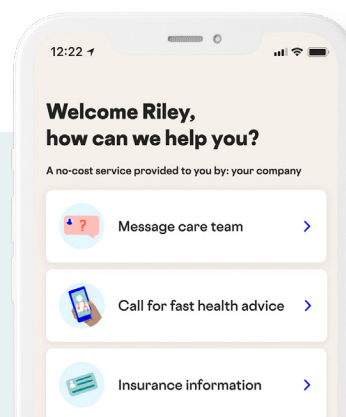 12:22
Welcome Riley,
how can we help you?
A no-cost service provided to you by: your company
?
Message care team
Call for fast health advice
Insurance information